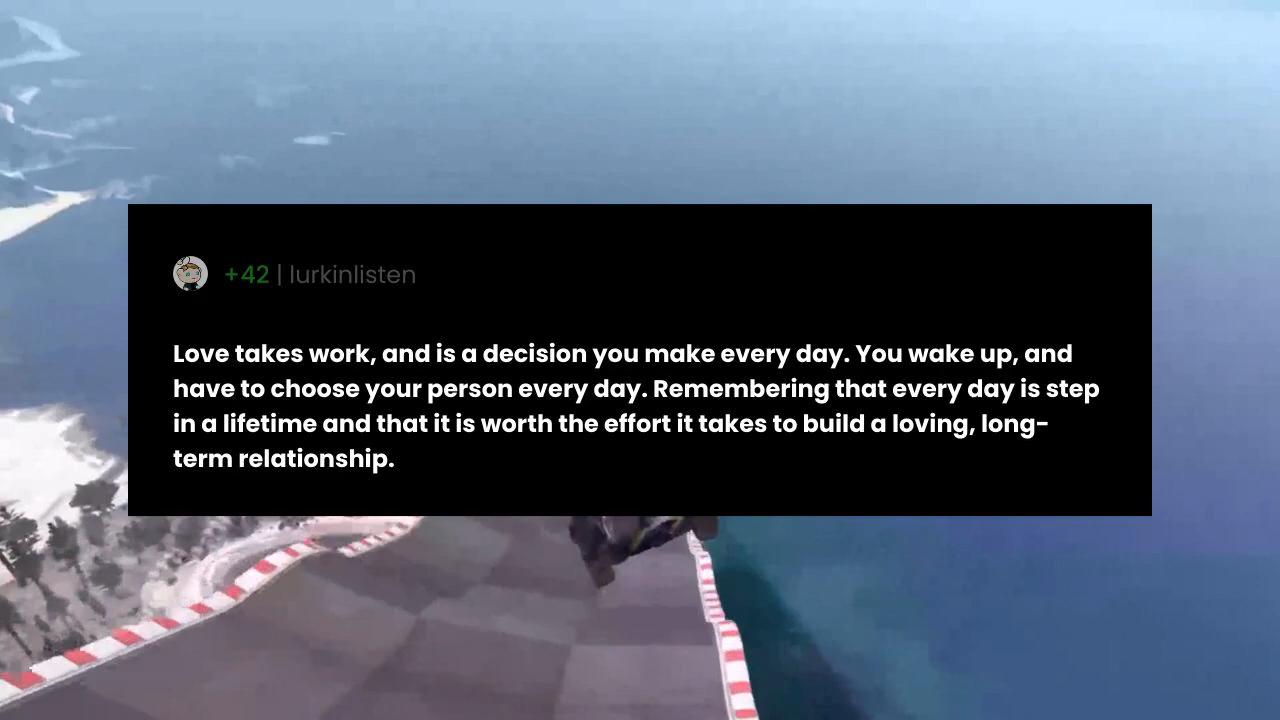 +42 | lurkinlisten
Love takes work, and is a decision you make every day. You wake up, and
have to choose your person every day. Remembering that every day is step
in a lifetime and that it is worth the effort it takes to build a loving, long-
term relationship.